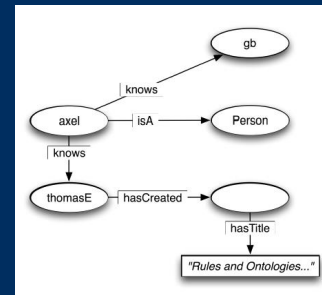 gb
knows
axel
isA
Person
knows
thomasE
hasCreated
hasTitle
"Rules and Ontologies..."